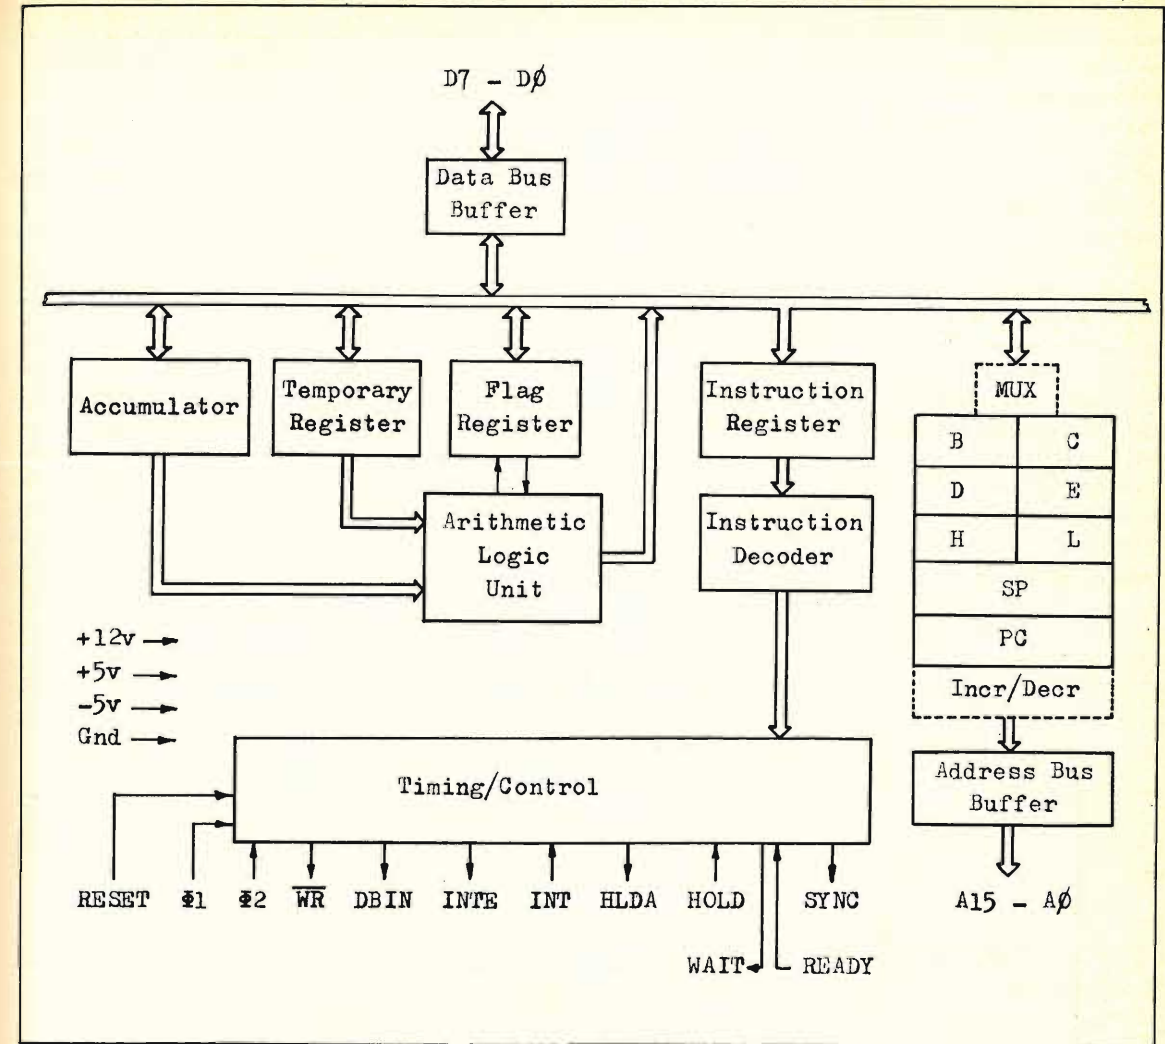 D7 - DØ
Data Bus
Buffer
Accumulator
Temporary
Register
Flag
Register
Instruction
Register
MUX
B C
D E
H L
SP
PC
Incr/Decr
Arithmetic
Logic
Unit
Instruction
Decoder
+12v
+5v
-5v
Gnd
Timing/Control
Address Bus
Buffer
RESET Φ1 Φ2 W̅R̅ DBIN INTE INT HLDA HOLD SYNC A15 - AØ
WAIT READY